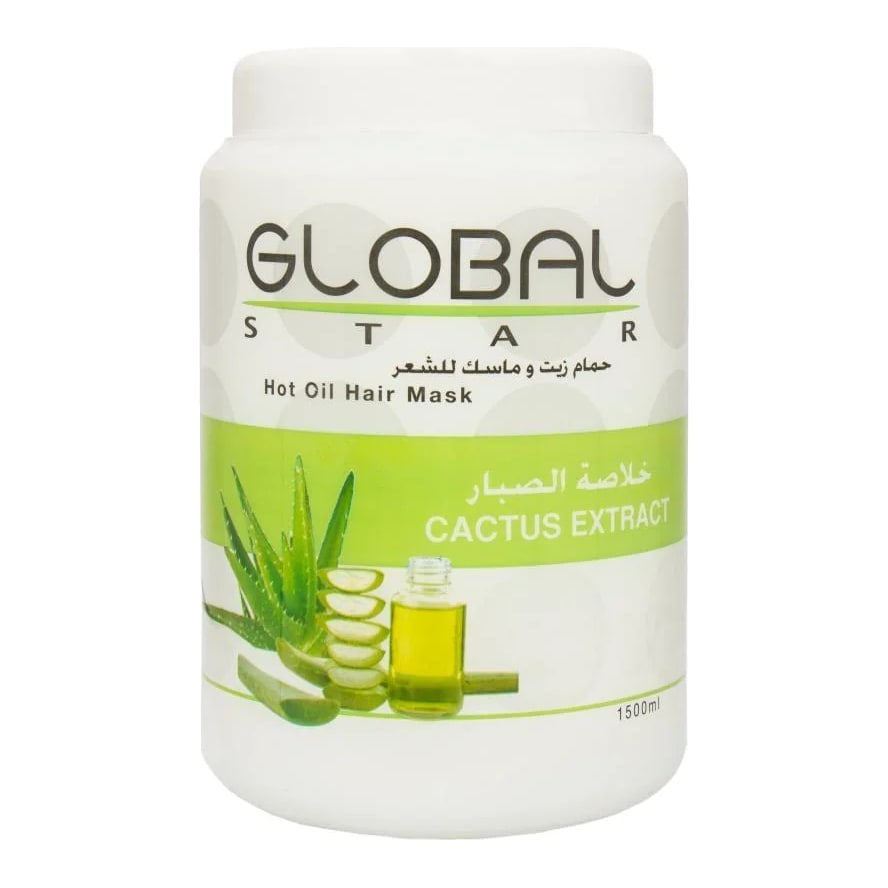 GLOBAL
STAR
حمام زيت و ماسك للشعر
Hot Oil Hair Mask
خلاصة الصبار
CACTUS EXTRACT
1500ml